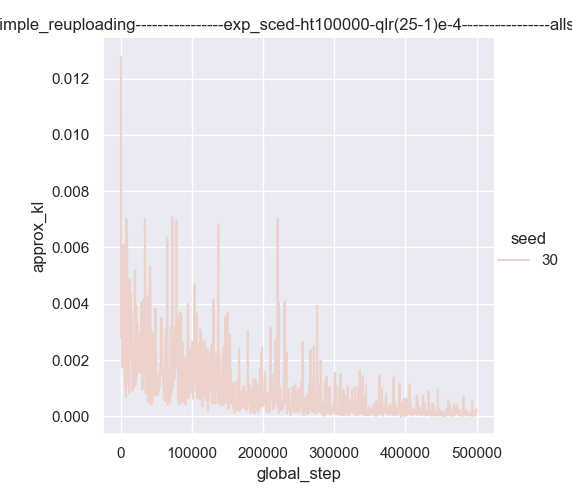 imple_reuploading----------------exp_sced-ht100000-qlr(25-1)e-4----------------alls
0.012
0.010
0.008
0.006
0.004
0.002
0.000
approx_kl
0 100000 200000 300000 400000 500000
global_step
seed
30